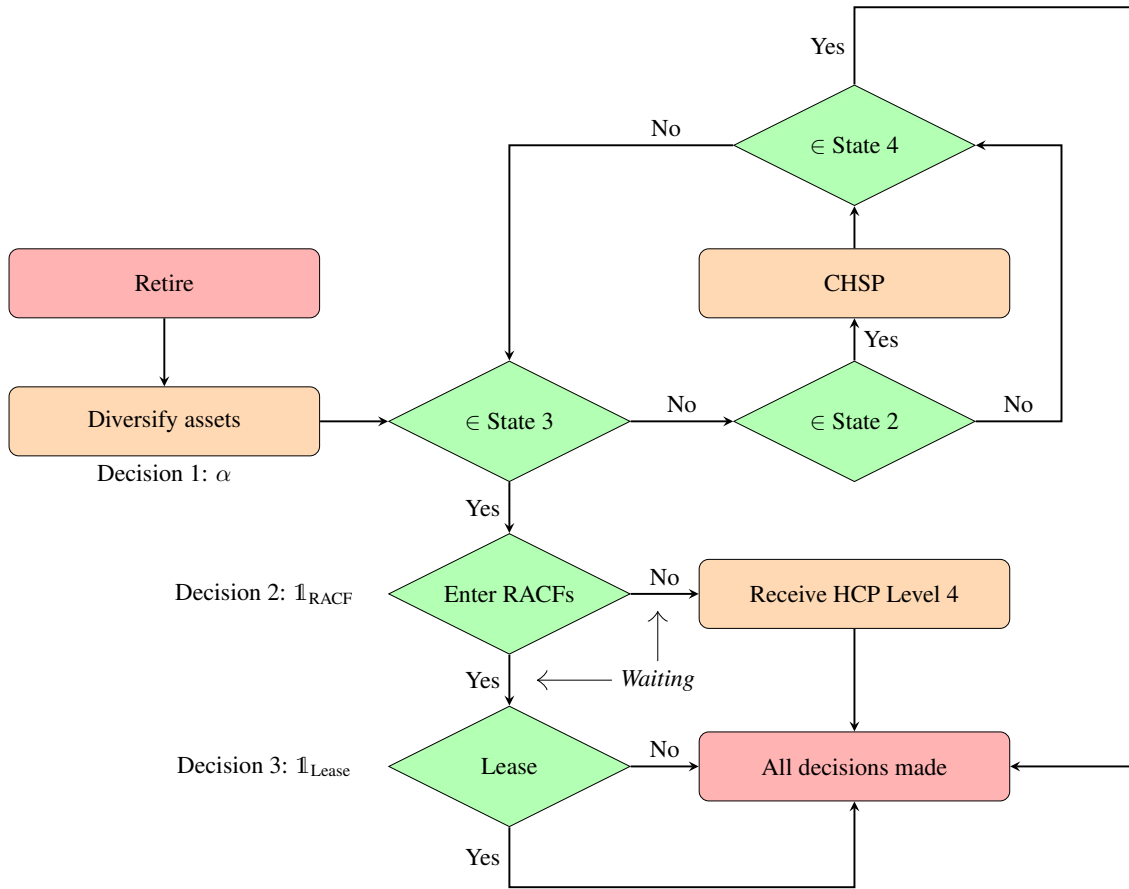 Yes
∈ State 4
No
Retire
CHSP
Yes
Diversify assets
∈ State 3
No
∈ State 2
No
Decision 1: α
Yes
Decision 2: 𝟙RACF
Enter RACFs
No
Receive HCP Level 4
Yes
Waiting
Decision 3: 𝟙Lease
Lease
No
All decisions made
Yes